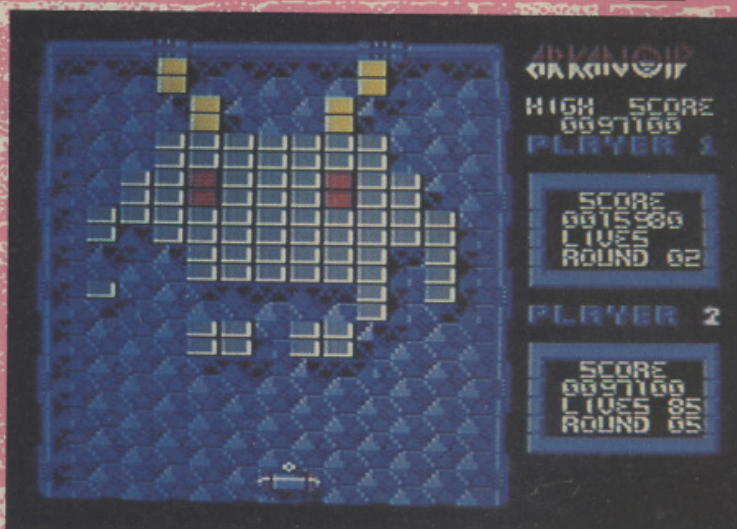 ARKANOID
HIGH SCORE
0097100
PLAYER 1
SCORE
0015980
LIVES
ROUND 02
PLAYER 2
SCORE
0097100
LIVES 85
ROUND 05